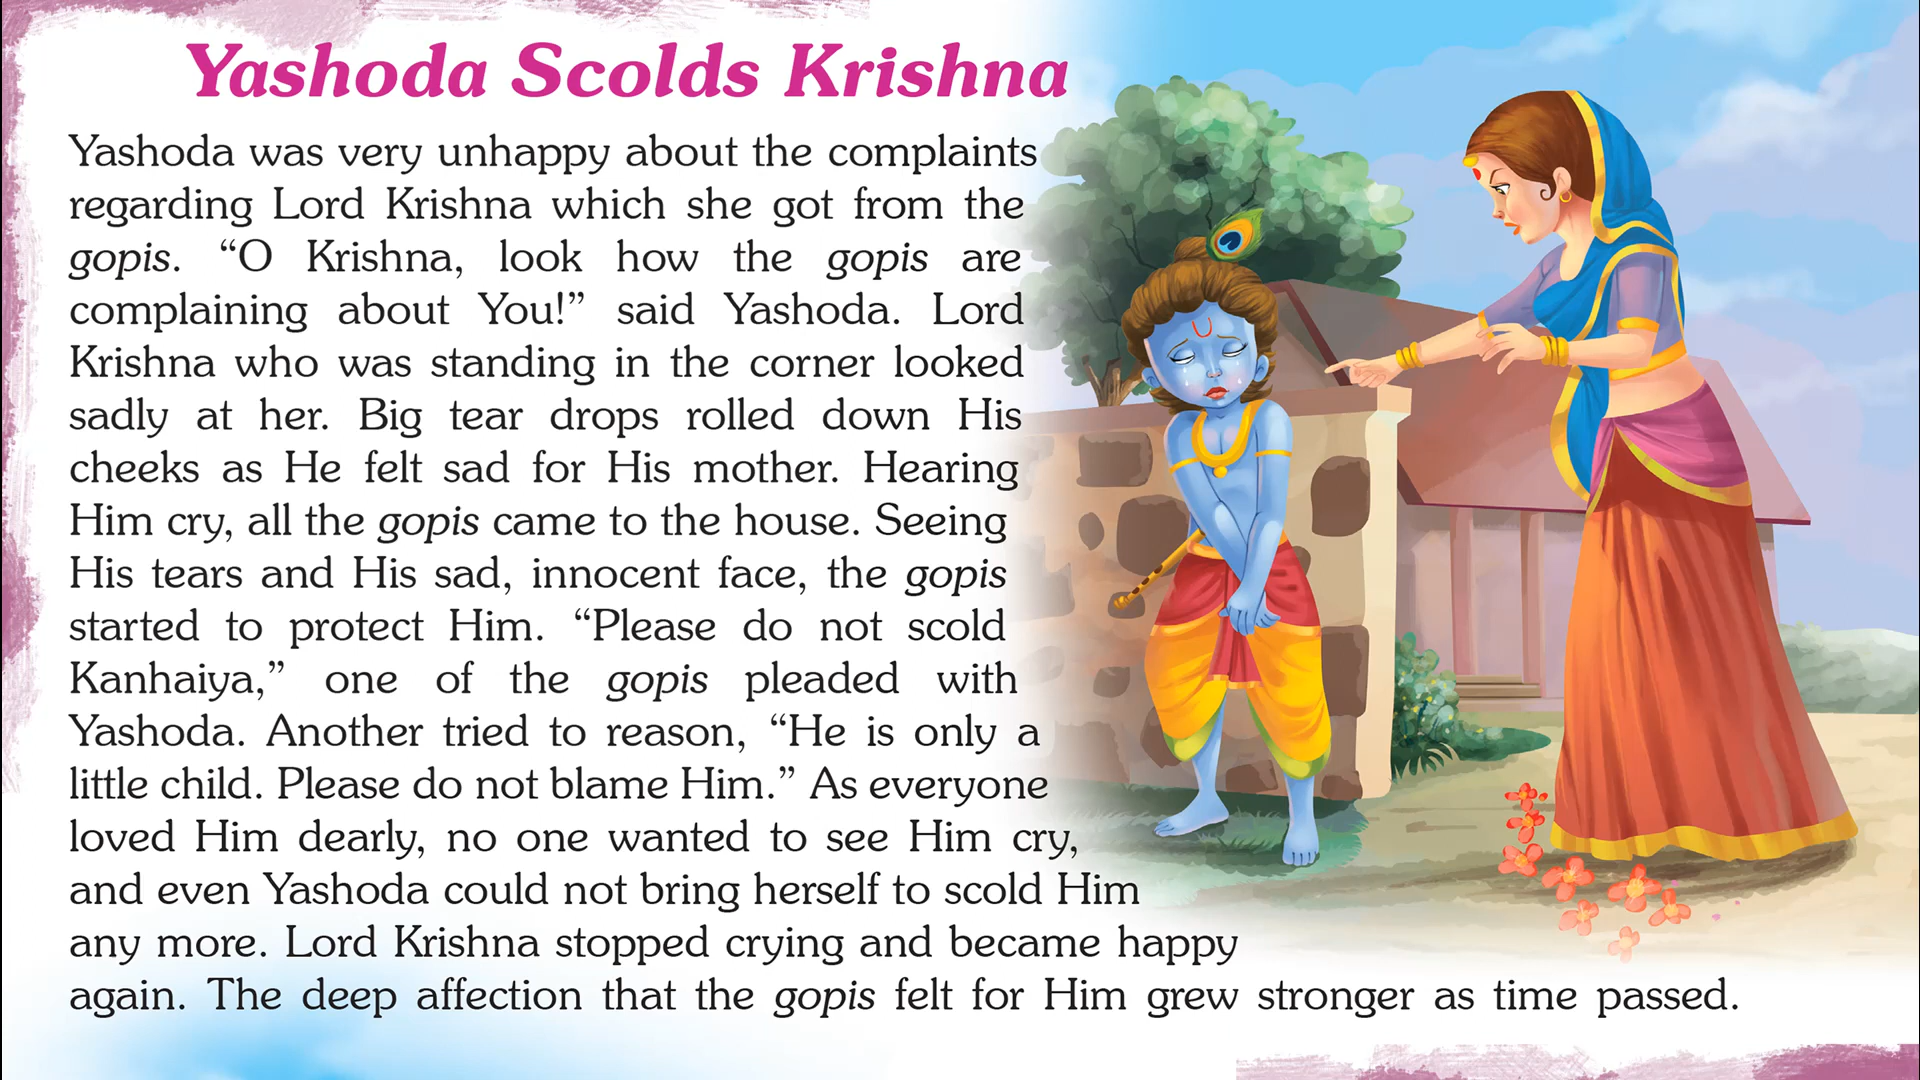 Yashoda Scolds Krishna
Yashoda was very unhappy about the complaints
regarding Lord Krishna which she got from the
gopis. “O Krishna, look how the gopis are
complaining about You!” said Yashoda. Lord
Krishna who was standing in the corner looked
sadly at her. Big tear drops rolled down His
cheeks as He felt sad for His mother. Hearing
Him cry, all the gopis came to the house. Seeing
His tears and His sad, innocent face, the gopis
started to protect Him. “Please do not scold
Kanhaiya,” one of the gopis pleaded with
Yashoda. Another tried to reason, “He is only a
little child. Please do not blame Him.” As everyone
loved Him dearly, no one wanted to see Him cry,
and even Yashoda could not bring herself to scold Him
any more. Lord Krishna stopped crying and became happy
again. The deep affection that the gopis felt for Him grew stronger as time passed.